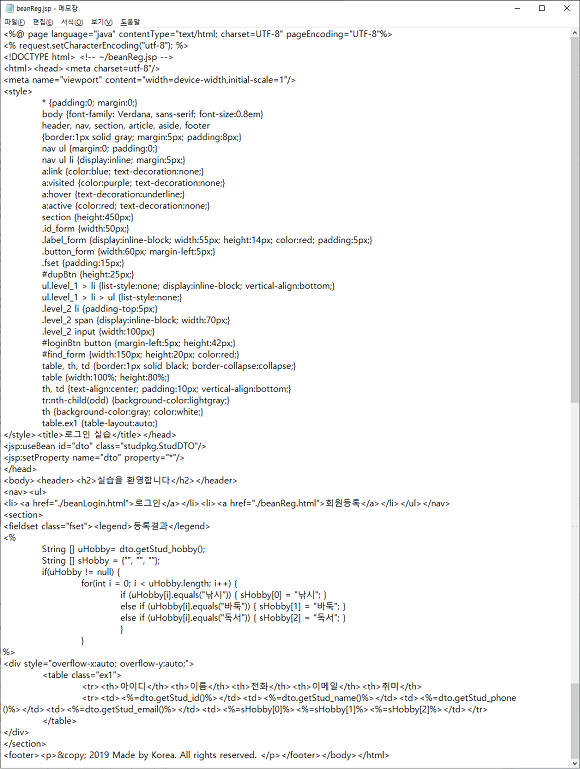 beanReg.jsp - 메모장
파일(F) 편집(E) 서식(O) 보기(V) 도움말
<%@ page language="java" contentType="text/html; charset=UTF-8" pageEncoding="UTF-8"%>
<% request.setCharacterEncoding("utf-8"); %>
<!DOCTYPE html> <!-- ~/beanReg.jsp -->
<html><head><meta charset=utf-8"/>
<meta name="viewport" content="width=device-width,initial-scale=1"/>
<style>
* {padding:0; margin:0;}
body {font-family: Verdana, sans-serif; font-size:0.8em}
header, nav, section, article, aside, footer
{border:1px solid gray; margin:5px; padding:8px;}
nav ul {margin:0; padding:0;}
nav ul li {display:inline; margin:5px;}
a:link {color:blue; text-decoration:none;}
a:visited {color:purple; text-decoration:none;}
a:hover {text-decoration:underline;}
a:active {color:red; text-decoration:none;}
section {height:450px;}
.id_form {width:50px;}
.label_form {display:inline-block; width:55px; height:14px; color:red; padding:5px;}
.button_form {width:60px; margin-left:5px;}
.fset {padding:15px;}
#dupBtn {height:25px;}
ul.level_1 > li {list-style:none; display:inline-block; vertical-align:bottom;}
ul.level_1 > li > ul {list-style:none;}
.level_2 li {padding-top:5px;}
.level_2 span {display:inline-block; width:70px;}
.level_2 input {width:100px;}
#loginBtn button {margin-left:5px; height:42px;}
#find_form {width:150px; height:20px; color:red;}
table, th, td {border:1px solid black; border-collapse:collapse;}
table {width:100%; height:80%;}
th, td {text-align:center; padding:10px; vertical-align:bottom;}
tr:nth-child(odd) {background-color:lightgray;}
th {background-color:gray; color:white;}
table.ex1 {table-layout:auto;}
</style><title>로그인 실습</title></head>
<jsp:useBean id="dto" class="studpkg.StudDTO"/>
<jsp:setProperty name="dto" property="*"/>
</head>
<body><header><h2>실습을 환영합니다</h2></header>
<nav><ul>
<li><a href="./beanLogin.html">로그인</a></li><li><a href="./beanReg.html">회원등록</a></li></ul></nav>
<section>
<fieldset class="fset"><legend>등록결과</legend>
<%
String [] uHobby= dto.getStud_hobby();
String [] sHobby = {"", "", ""};
if(uHobby != null) {
for(int i = 0; i < uHobby.length; i++) {
if (uHobby[i].equals("낚시")) { sHobby[0] = "낚시"; }
else if (uHobby[i].equals("바둑")) { sHobby[1] = "바둑"; }
else if (uHobby[i].equals("독서")) { sHobby[2] = "독서"; }
}
}
%>
<div style="overflow-x:auto; overflow-y:auto;">
<table class="ex1">
<tr><th>아이디</th><th>이름</th><th>전화</th><th>이메일</th><th>취미</th>
<tr><td><%=dto.getStud_id()%></td><td><%=dto.getStud_name()%></td><td><%=dto.getStud_phone
()%></td><td><%=dto.getStud_email()%></td><td><%=sHobby[0]%><%=sHobby[1]%><%=sHobby[2]%></td></tr>
</table>
</div>
</section>
<footer><p>&copy; 2019 Made by Korea. All rights reserved. </p></footer></body></html>